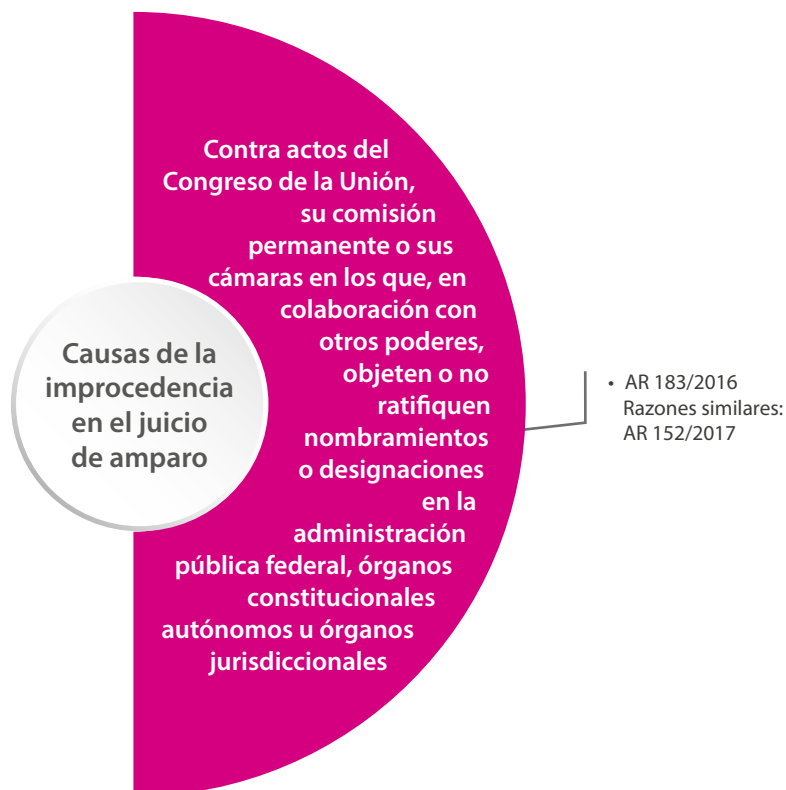 Contra actos del
Congreso de la Unión,
su comisión
permanente o sus
cámaras en los que, en
colaboración con
otros poderes,
objeten o no
ratifiquen
nombramientos
o designaciones
en la
administración
pública federal, órganos
constitucionales
autónomos u órganos
jurisdiccionales
Causas de la
improcedencia
en el juicio
de amparo
• AR 183/2016
Razones similares:
AR 152/2017